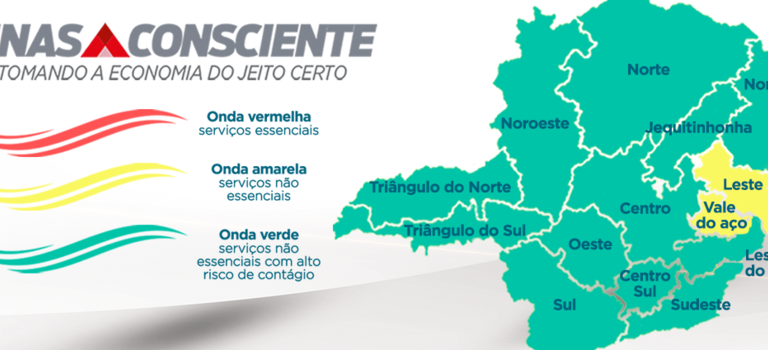 NAS CONSCIENTE
TOMANDO A ECONOMIA DO JEITO CERTO
Onda vermelha
serviços essenciais
Onda amarela
serviços não
essenciais
Onda verde
serviços não
essenciais com alto
risco de contágio
Norte
Nor
Noroeste
Jequitinhonha
Triângulo do Norte
Leste
Centro
Vale
do aço
Triângulo do Sul
Oeste
Les
do
Centro
Sul
Sul
Sudeste